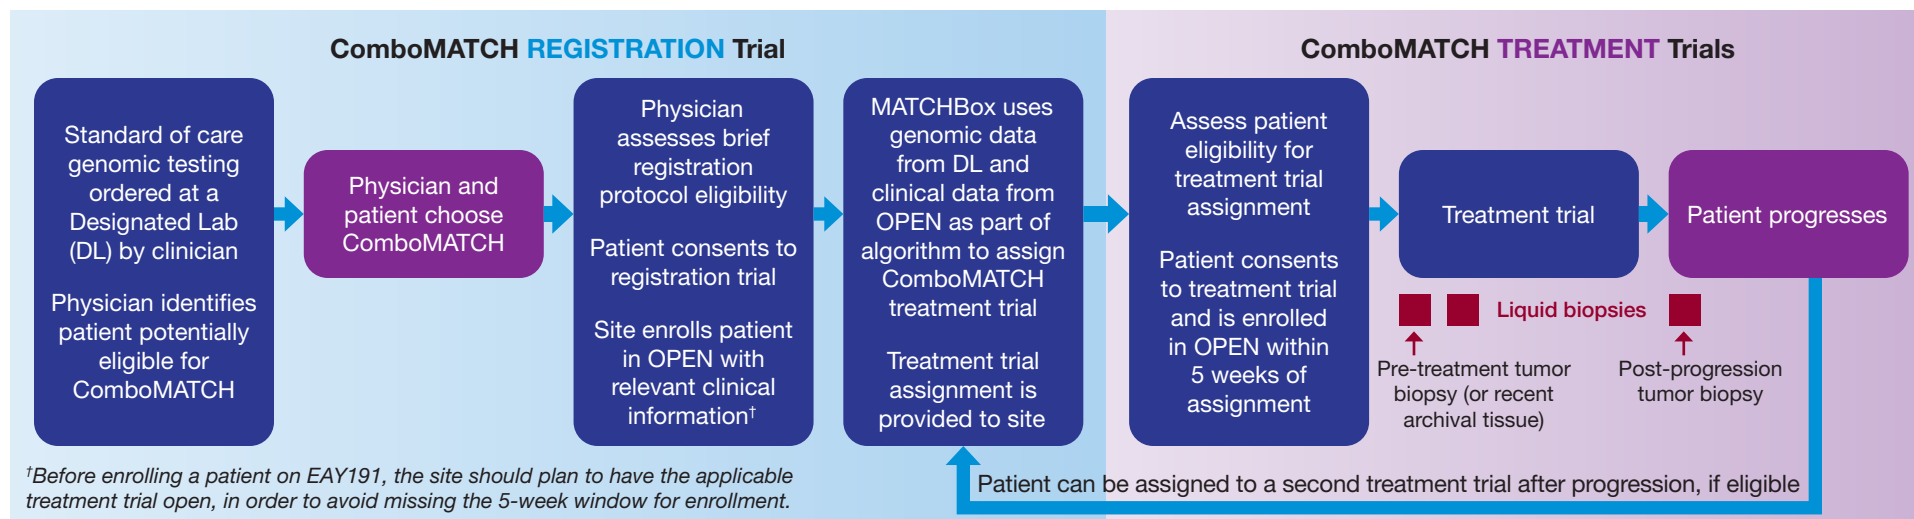 ComboMATCH REGISTRATION Trial
Standard of care
genomic testing
ordered at a
Designated Lab
(DL) by clinician
Physician identifies
patient potentially
eligible for
ComboMATCH
Physician and
patient choose
ComboMATCH
Physician
assesses brief
registration
protocol eligibility
Patient consents to
registration trial
Site enrolls patient
in OPEN with
relevant clinical
information†
MATCHBox uses
genomic data
from DL and
clinical data from
OPEN as part of
algorithm to assign
ComboMATCH
treatment trial
Treatment trial
assignment is
provided to site
†Before enrolling a patient on EAY191, the site should plan to have the applicable
treatment trial open, in order to avoid missing the 5-week window for enrollment.
ComboMATCH TREATMENT Trials
Assess patient
eligibility for
treatment trial
assignment
Patient consents
to treatment trial
and is enrolled
in OPEN within
5 weeks of
assignment
Treatment trial
Patient progresses
Liquid biopsies
Pre-treatment tumor
biopsy (or recent
archival tissue)
Post-progression
tumor biopsy
Patient can be assigned to a second treatment trial after progression, if eligible